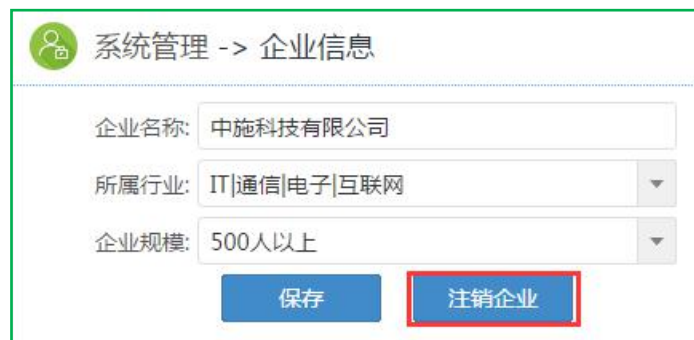 系统管理 -> 企业信息
企业名称: 中施科技有限公司
所属行业: IT|通信|电子|互联网
企业规模: 500人以上
保存 注销企业